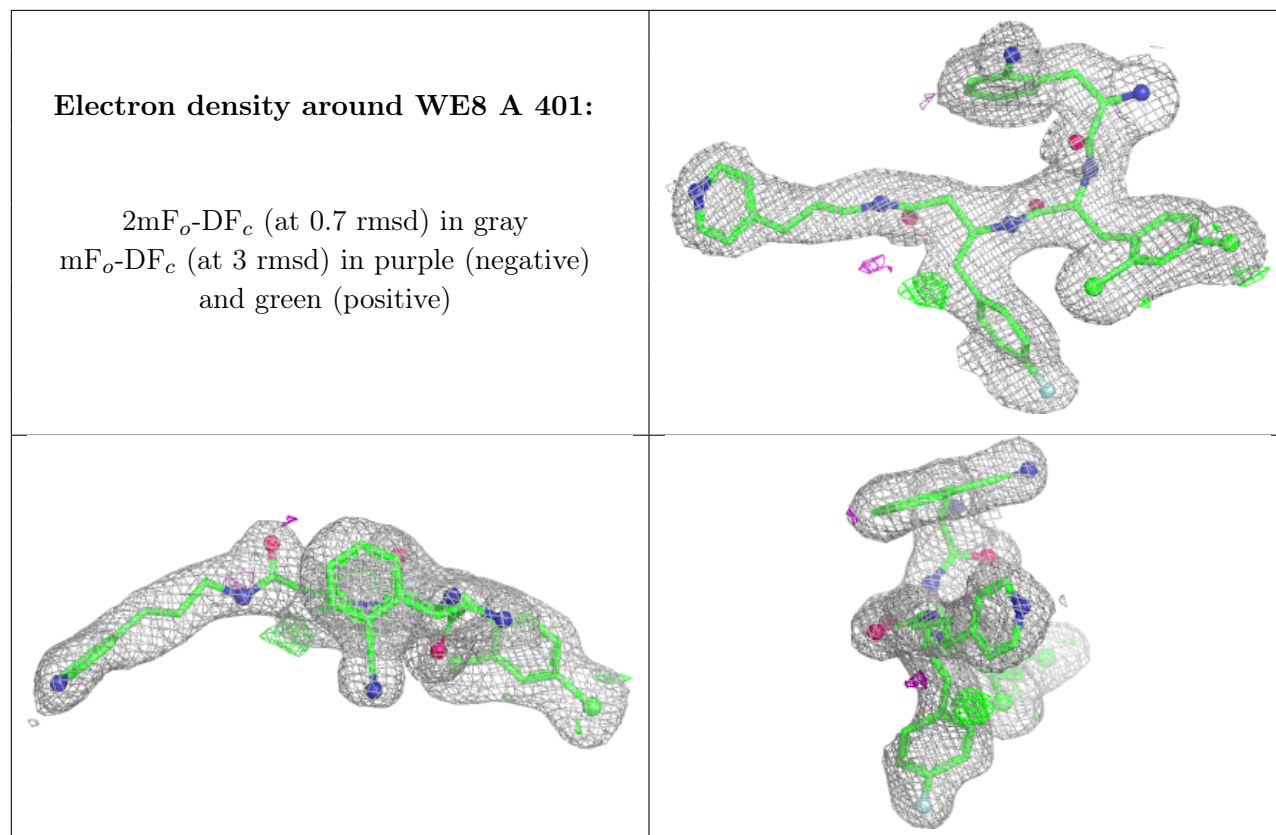 Electron density around WE8 A 401:
2mFo-DFc (at 0.7 rmsd) in gray
mFo-DFc (at 3 rmsd) in purple (negative)
and green (positive)